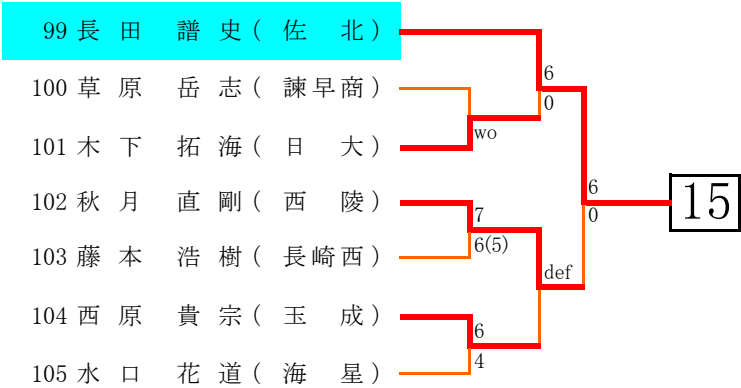 99 長 田 譜 史 ( 佐 北 )
6
100 草 原 岳 志 ( 諫早商 )
0
wo
101 木 下 拓 海 ( 日 大 )
6
15
102 秋 月 直 剛 ( 西 陵 )
7
0
6(5)
103 藤 本 浩 樹 ( 長崎西 )
def
104 西 原 貴 宗 ( 玉 成 )
6
4
105 水 口 花 道 ( 海 星 )